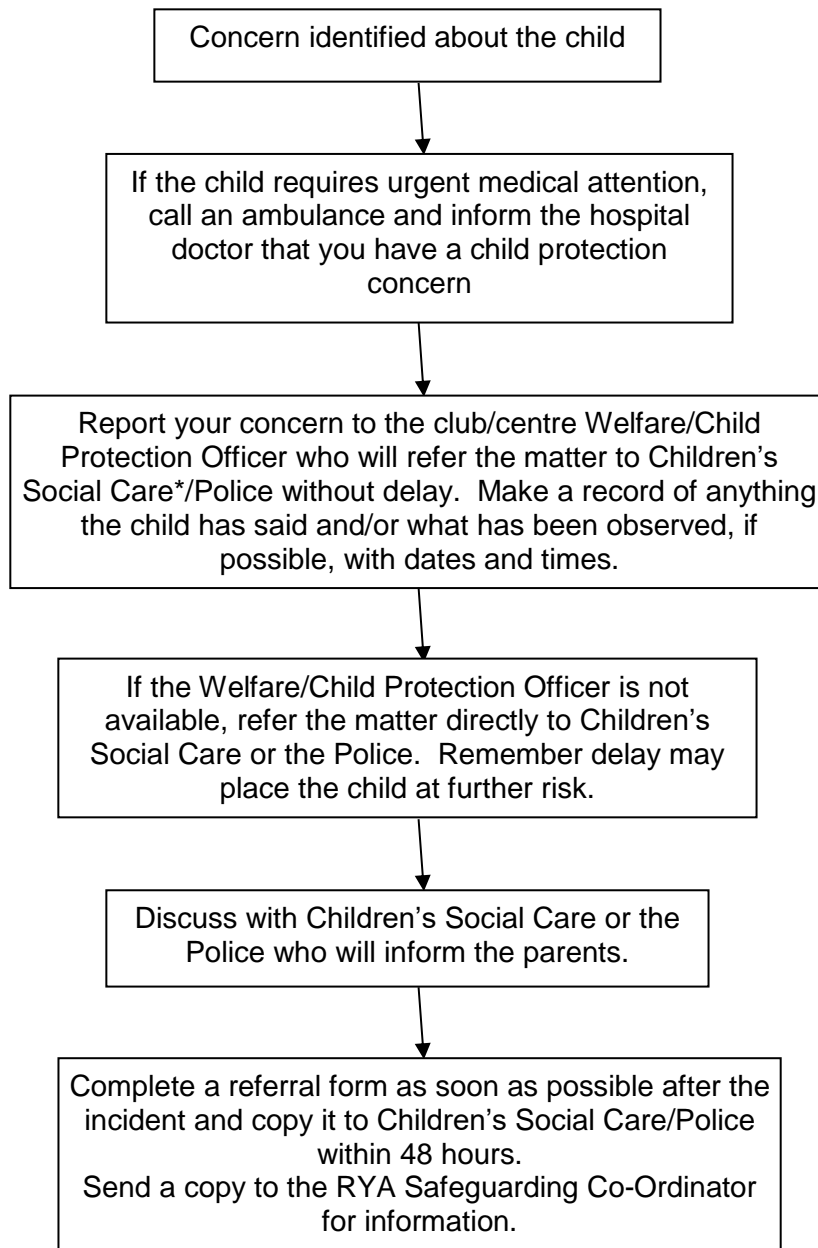 Concern identified about the child
If the child requires urgent medical attention,
call an ambulance and inform the hospital
doctor that you have a child protection
concern
Report your concern to the club/centre Welfare/Child
Protection Officer who will refer the matter to Children’s
Social Care*/Police without delay.  Make a record of anything
the child has said and/or what has been observed, if
possible, with dates and times.
If the Welfare/Child Protection Officer is not
available, refer the matter directly to Children’s
Social Care or the Police.  Remember delay may
place the child at further risk.
Discuss with Children’s Social Care or the
Police who will inform the parents.
Complete a referral form as soon as possible after the
incident and copy it to Children’s Social Care/Police
within 48 hours.
Send a copy to the RYA Safeguarding Co-Ordinator
for information.